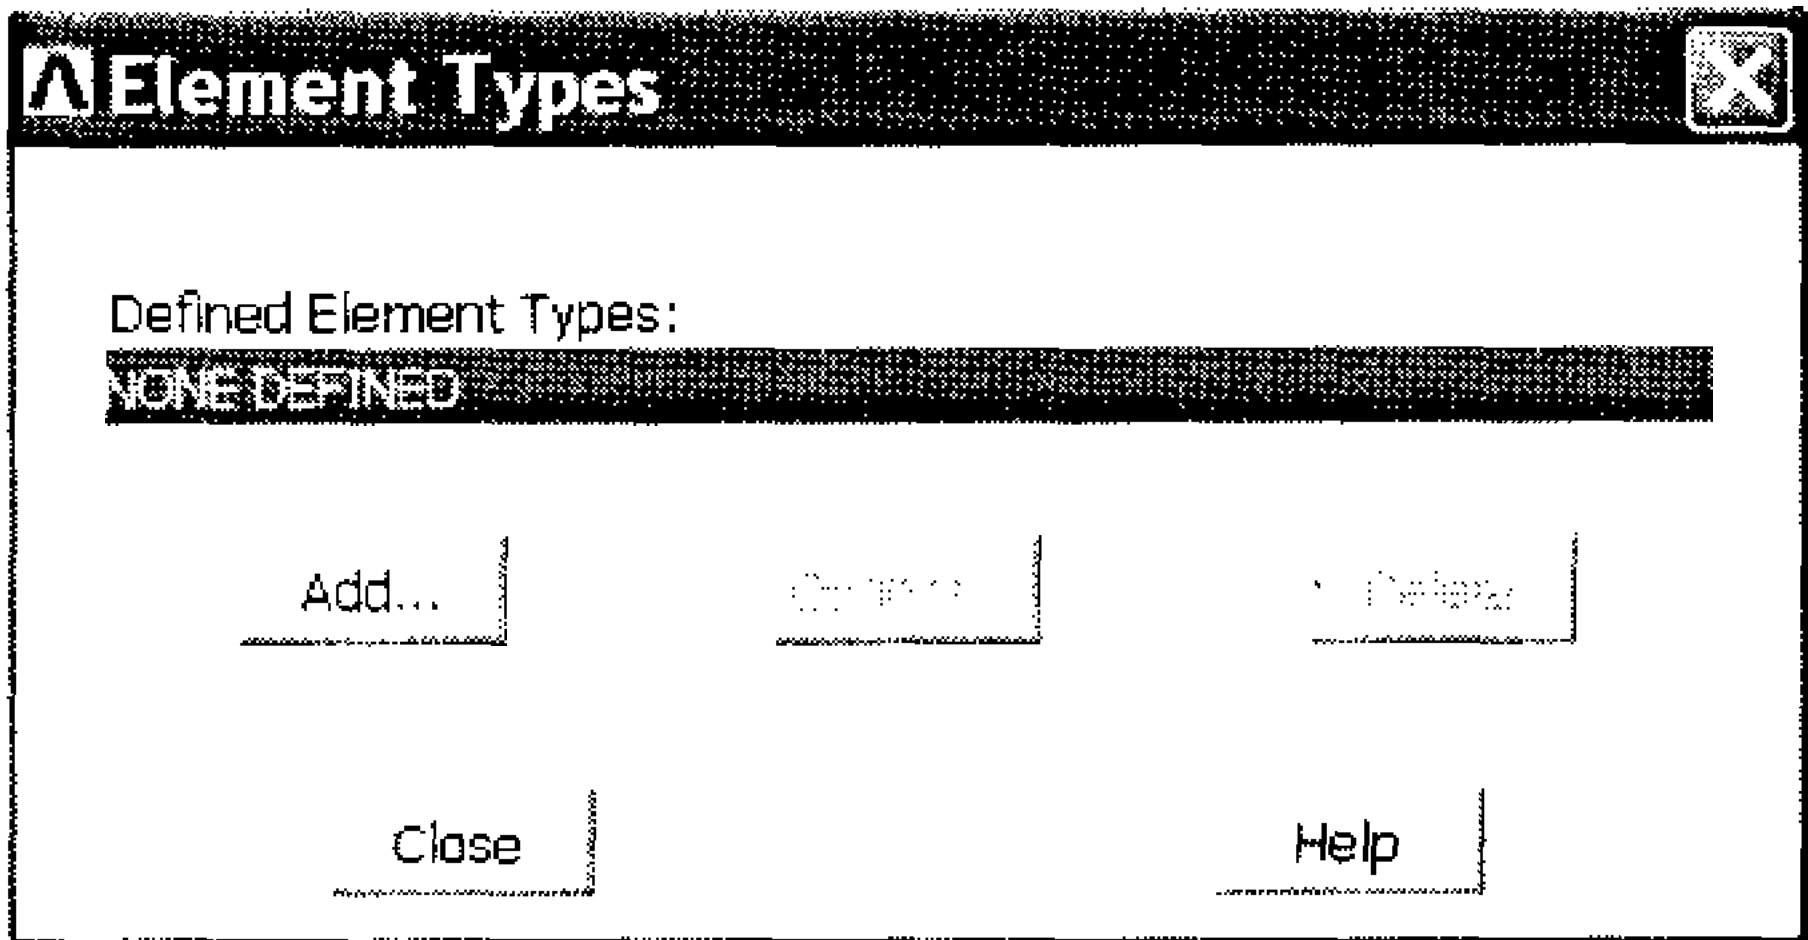 Element Types
Defined Element Types:
NONE DEFINED
Add...
Close Help